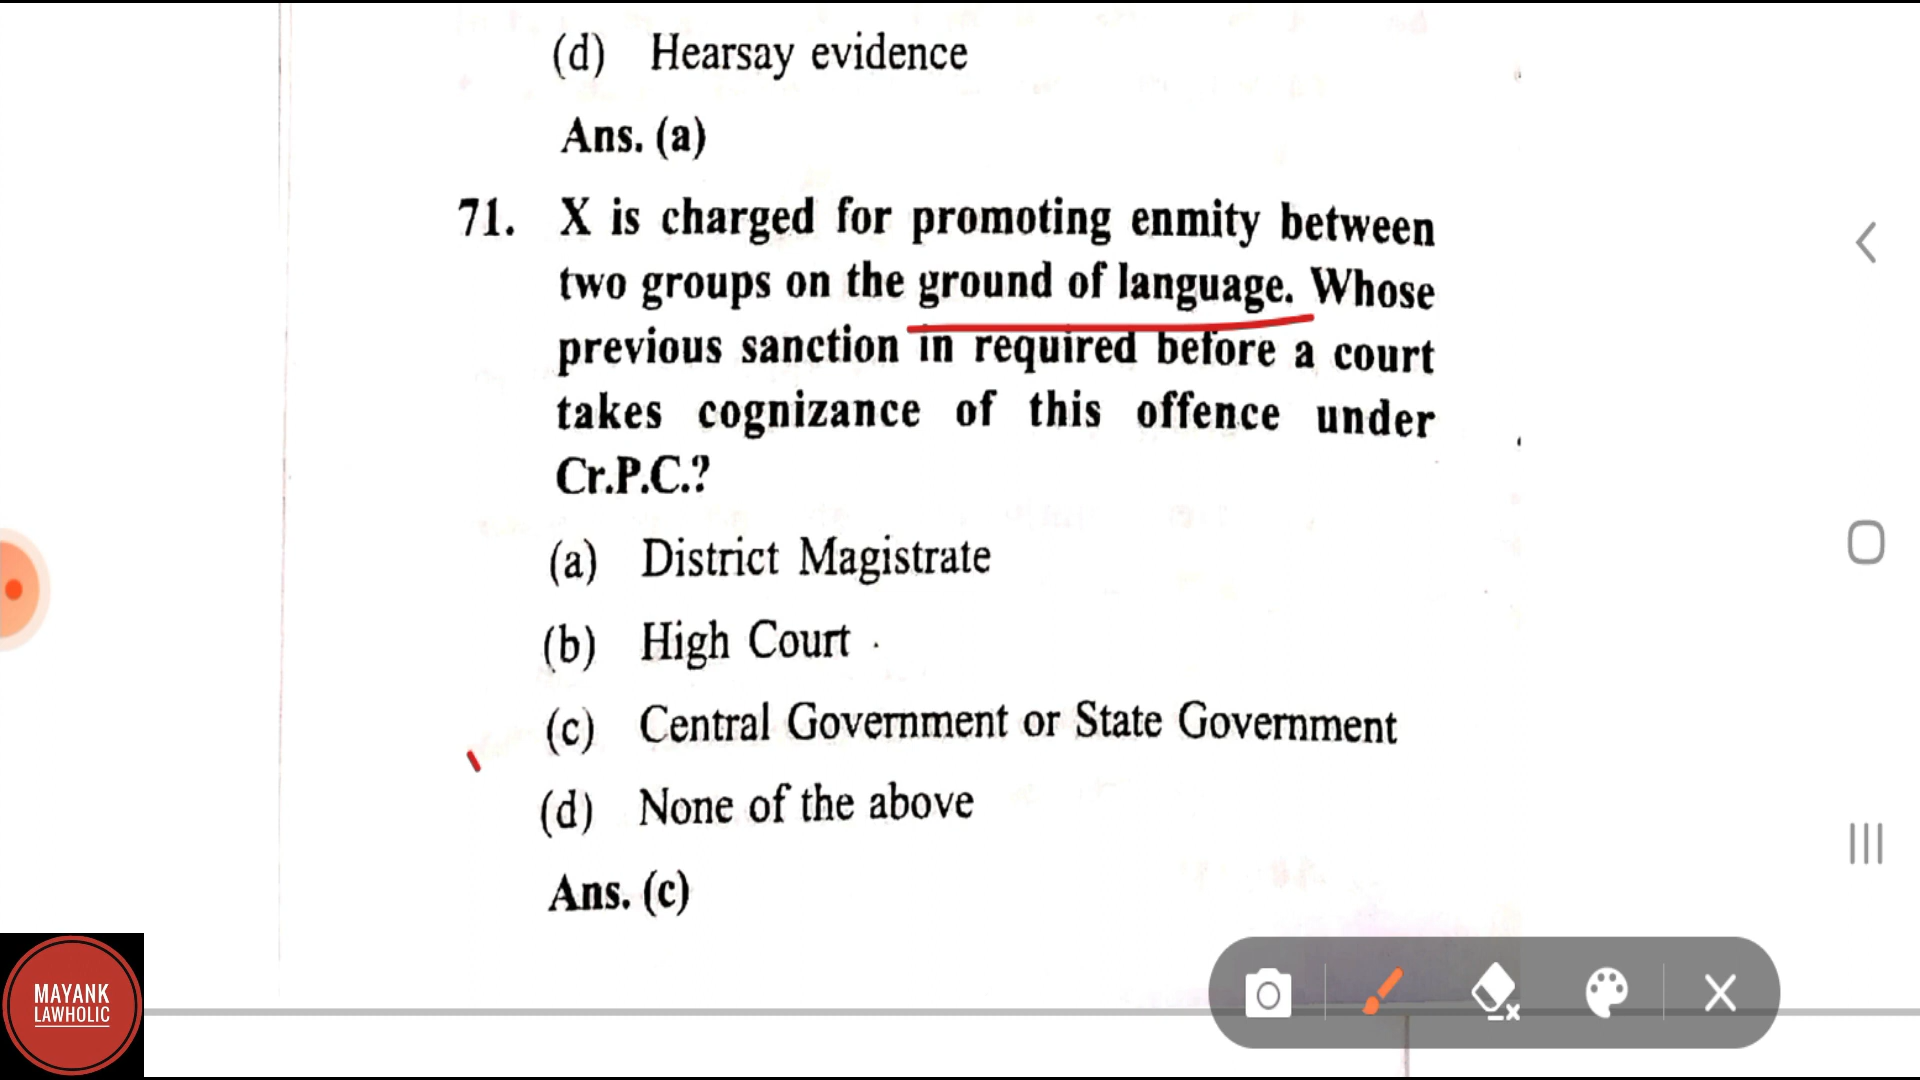 (d) Hearsay evidence
Ans. (a)
71. X is charged for promoting enmity between
two groups on the ground of language. Whose
previous sanction in required before a court
takes cognizance of this offence under
Cr.P.C.?
(a) District Magistrate
(b) High Court
(c) Central Government or State Government
(d) None of the above
Ans. (c)
MAYANK
LAWHOLIC